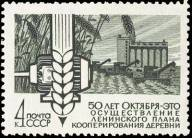 50 ЛЕТ ОКТЯБРЯ-ЭТО
ОСУЩЕСТВЛЕНИЕ
ЛЕНИНСКОГО ПЛАНА
КООПЕРИРОВАНИЯ ДЕРЕВНИ
4 ПОЧТА
К. СССР